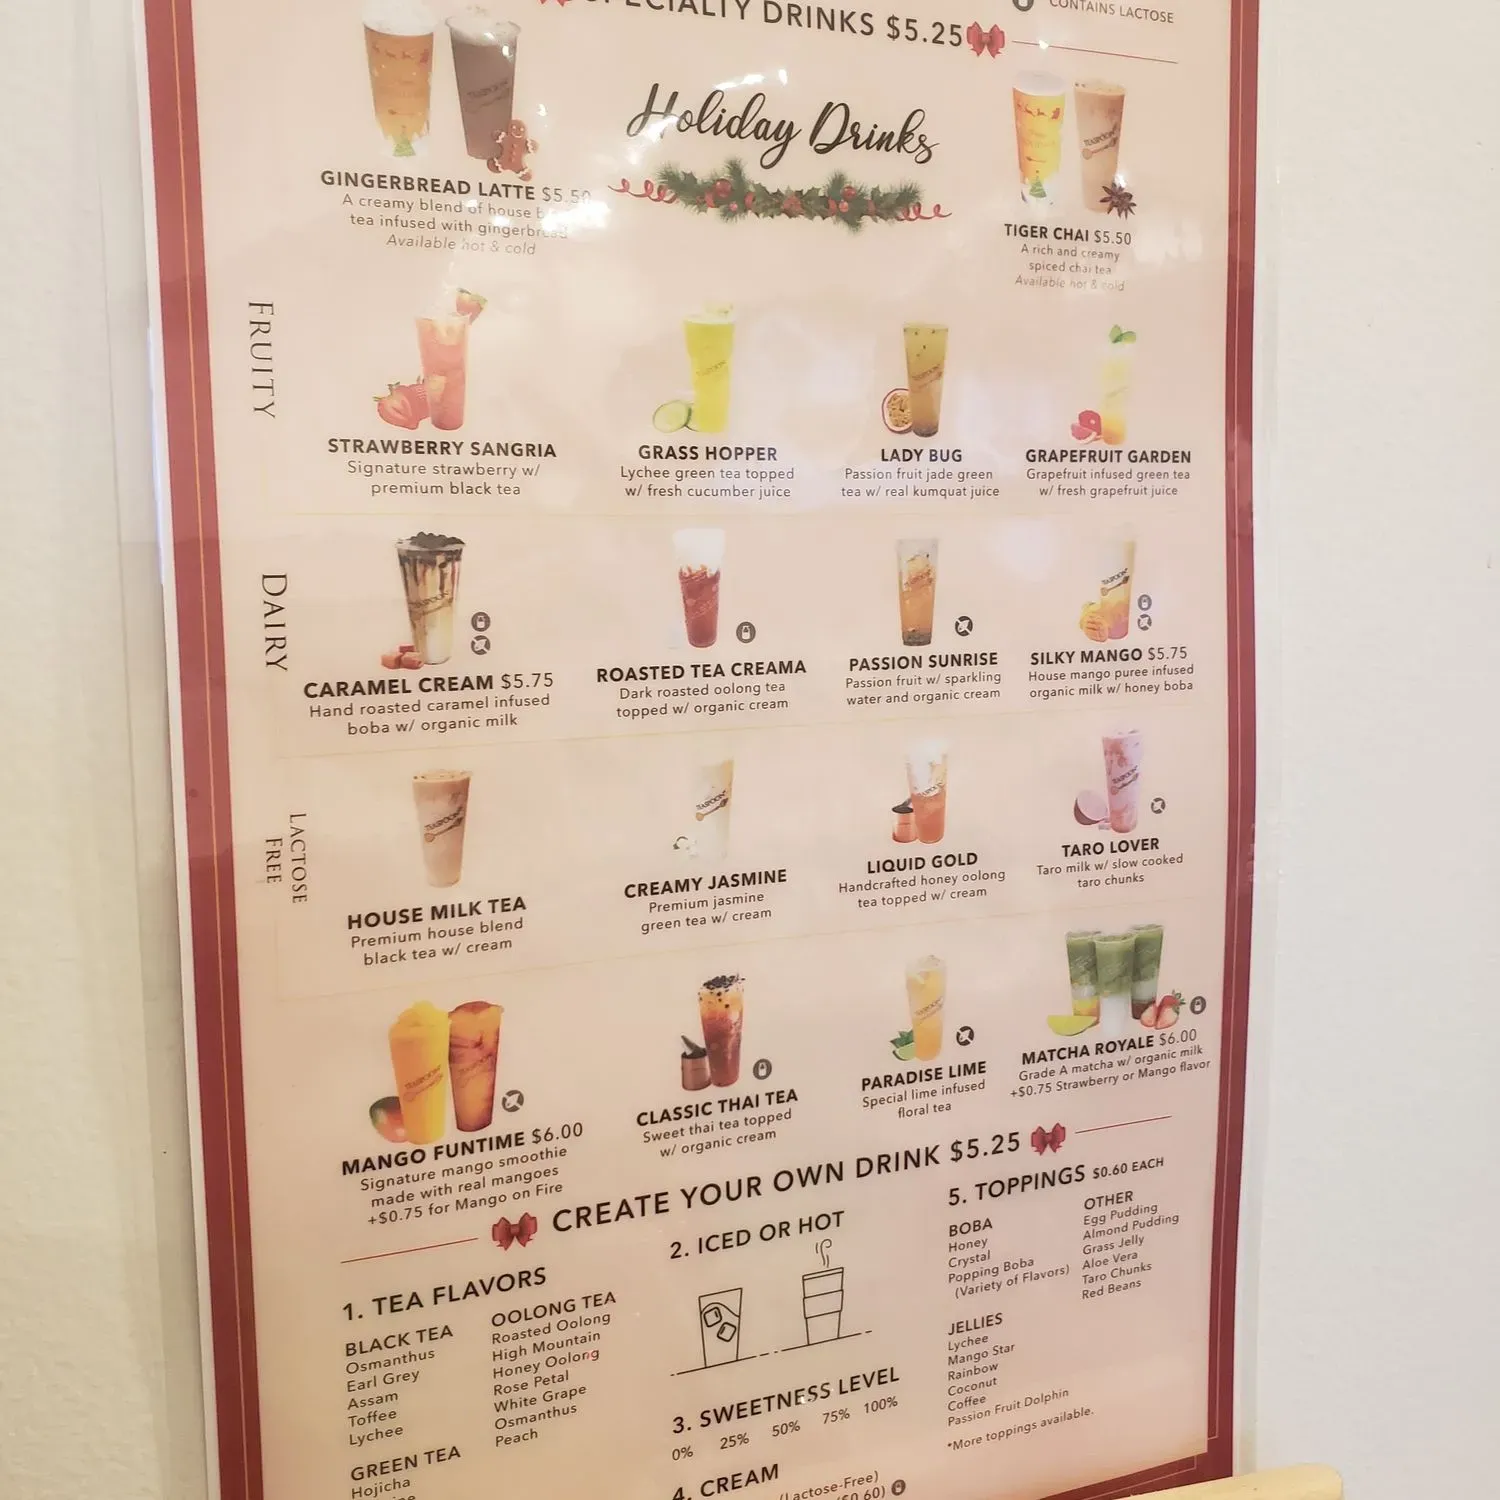 SPECIALTY DRINKS $5.25
CONTAINS LACTOSE
Holiday Drinks
GINGERBREAD LATTE $5.50
A creamy blend of house
tea infused with gingerbread
Available hot & cold
TIGER CHAI $5.50
A rich and creamy
spiced chai tea
Available hot & cold
FRUITY
STRAWBERRY SANGRIA
Signature strawberry w/
premium black tea
GRASS HOPPER
Lychee green tea topped
w/ fresh cucumber juice
LADY BUG
Passion fruit jade green
tea w/ real kumquat juice
GRAPEFRUIT GARDEN
Grapefruit infused green tea
w/ fresh grapefruit juice
DAIRY
CARAMEL CREAM $5.75
Hand roasted caramel infused
boba w/ organic milk
ROASTED TEA CREAMA
Dark roasted oolong tea
topped w/ organic cream
PASSION SUNRISE
Passion fruit w/ sparkling
water and organic cream
SILKY MANGO $5.75
House mango puree infused
organic milk w/ honey boba
LACTOSE
FREE
HOUSE MILK TEA
Premium house blend
black tea w/ cream
CREAMY JASMINE
Premium jasmine
green tea w/ cream
LIQUID GOLD
Handcrafted honey oolong
tea topped w/ cream
TARO LOVER
Taro milk w/ slow cooked
taro chunks
MANGO FUNTIME $6.00
Signature mango smoothie
made with real mangoes
+$0.75 for Mango on Fire
CLASSIC THAI TEA
Sweet thai tea topped
w/ organic cream
PARADISE LIME
Special lime infused
floral tea
MATCHA ROYALE $6.00
Grade A matcha w/ organic milk
+$0.75 Strawberry or Mango flavor
CREATE YOUR OWN DRINK $5.25
1. TEA FLAVORS
BLACK TEA
Osmanthus
Earl Grey
Assam
Toffee
Lychee
GREEN TEA
Hojicha
OOLONG TEA
Roasted Oolong
High Mountain
Honey Oolong
Rose Petal
White Grape
Osmanthus
Peach
2. ICED OR HOT
3. SWEETNESS LEVEL
0% 25% 50% 75% 100%
4. CREAM
(Lactose-Free)
($0.60)
5. TOPPINGS $0.60 EACH
BOBA
Honey
Crystal
Popping Boba
(Variety of Flavors)
JELLIES
Lychee
Mango Star
Rainbow
Coconut
Coffee
Passion Fruit Dolphin
*More toppings available.
OTHER
Egg Pudding
Almond Pudding
Grass Jelly
Aloe Vera
Taro Chunks
Red Beans